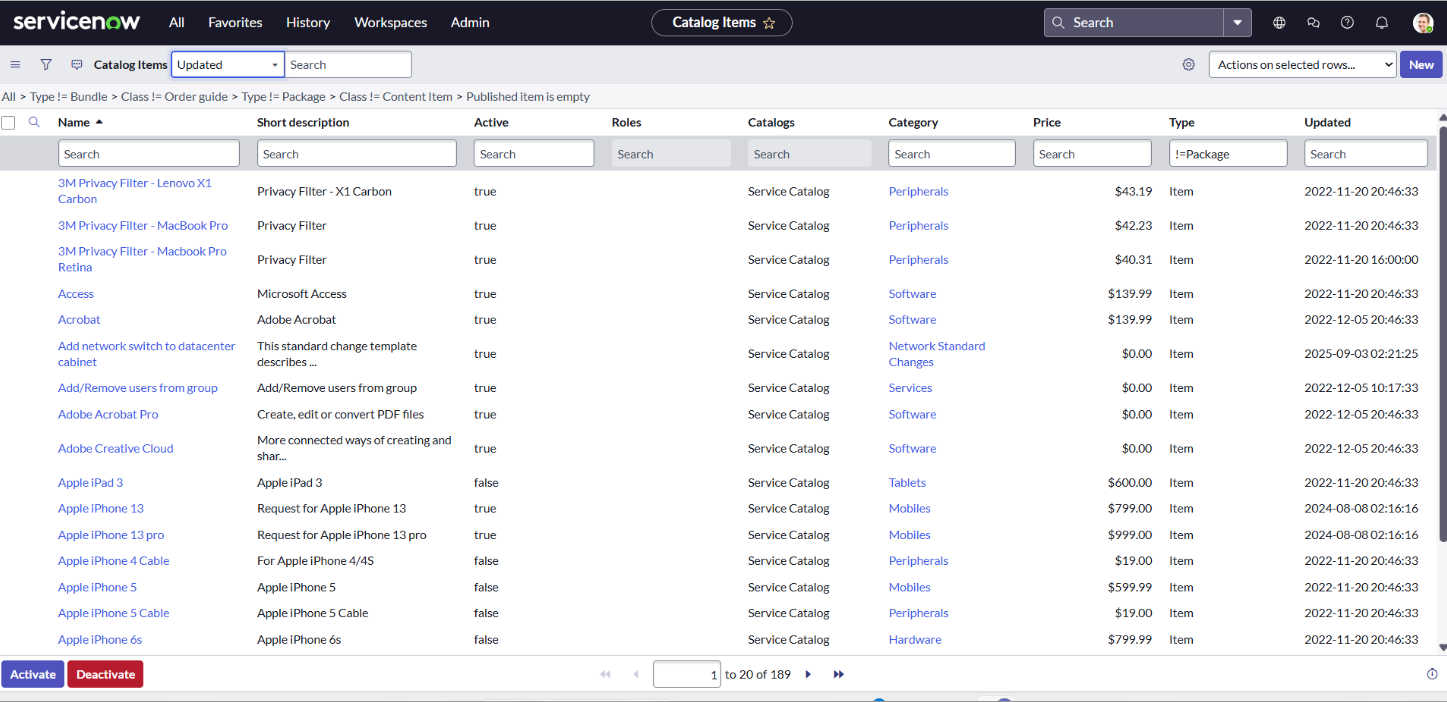 servicenow All Favorites History Workspaces Admin Catalog Items Search
Catalog Items Updated Search Actions on selected rows... New
All > Type != Bundle > Class != Order guide > Type != Package > Class != Content Item > Published item is empty
Name Short description Active Roles Catalogs Category Price Type Updated
Search Search Search Search Search Search Search !=Package Search
3M Privacy Filter - Lenovo X1
Carbon Privacy Filter - X1 Carbon true Service Catalog Peripherals $43.19 Item 2022-11-20 20:46:33
3M Privacy Filter - MacBook Pro Privacy Filter true Service Catalog Peripherals $42.23 Item 2022-11-20 20:46:33
3M Privacy Filter - Macbook Pro
Retina Privacy Filter true Service Catalog Peripherals $40.31 Item 2022-11-20 16:00:00
Access Microsoft Access true Service Catalog Software $139.99 Item 2022-11-20 20:46:33
Acrobat Adobe Acrobat true Service Catalog Software $139.99 Item 2022-12-05 20:46:33
Add network switch to datacenter This standard change template Network Standard
cabinet describes ... true Service Catalog Changes $0.00 Item 2025-09-03 02:21:25
Add/Remove users from group Add/Remove users from group true Service Catalog Services $0.00 Item 2022-12-05 10:17:33
Adobe Acrobat Pro Create, edit or convert PDF files true Service Catalog Software $0.00 Item 2022-12-05 20:46:33
Adobe Creative Cloud More connected ways of creating and
shar... true Service Catalog Software $0.00 Item 2022-12-05 20:46:33
Apple iPad 3 Apple iPad 3 false Service Catalog Tablets $600.00 Item 2022-11-20 20:46:33
Apple iPhone 13 Request for Apple iPhone 13 true Service Catalog Mobiles $799.00 Item 2024-08-08 02:16:16
Apple iPhone 13 pro Request for Apple iPhone 13 pro true Service Catalog Mobiles $999.00 Item 2024-08-08 02:16:16
Apple iPhone 4 Cable For Apple iPhone 4/4S false Service Catalog Peripherals $19.00 Item 2022-11-20 20:46:33
Apple iPhone 5 Apple iPhone 5 false Service Catalog Mobiles $599.99 Item 2022-11-20 20:46:33
Apple iPhone 5 Cable Apple iPhone 5 Cable false Service Catalog Peripherals $19.00 Item 2022-11-20 20:46:33
Apple iPhone 6s Apple iPhone 6s false Service Catalog Hardware $799.99 Item 2022-11-20 20:46:33
Activate Deactivate 1 to 20 of 189